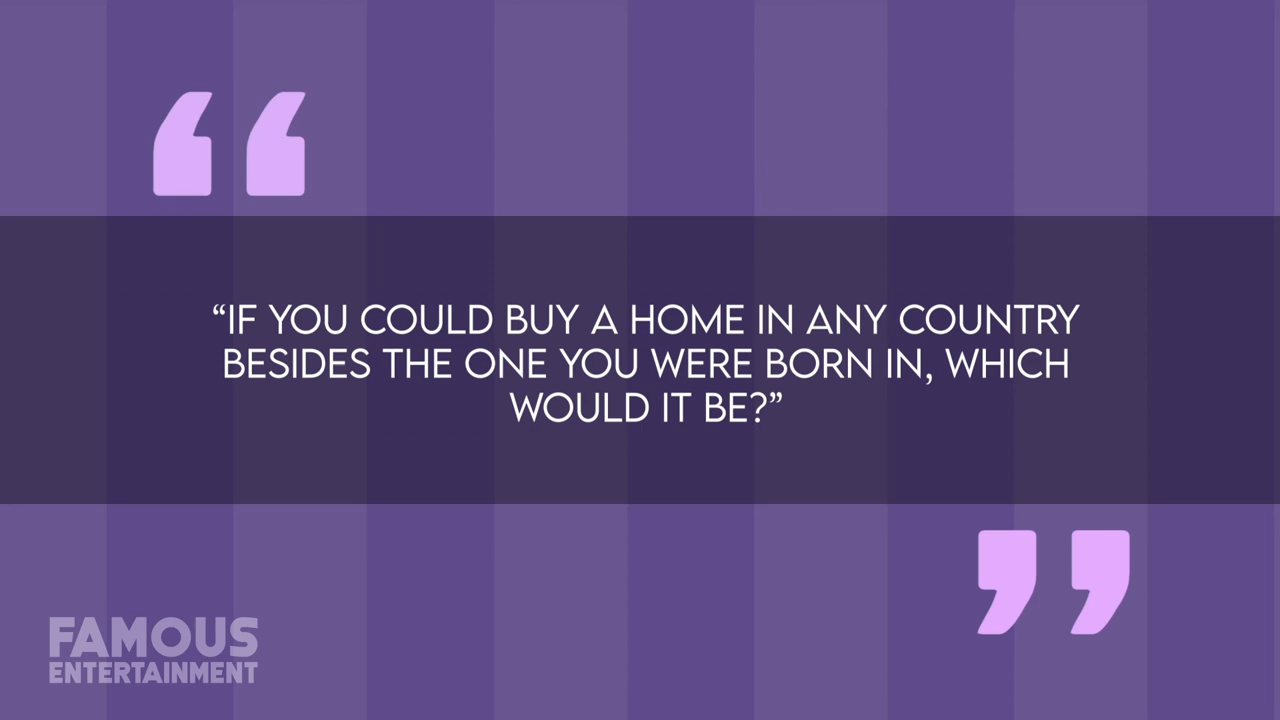 “IF YOU COULD BUY A HOME IN ANY COUNTRY
BESIDES THE ONE YOU WERE BORN IN, WHICH
WOULD IT BE?”
FAMOUS
ENTERTAINMENT